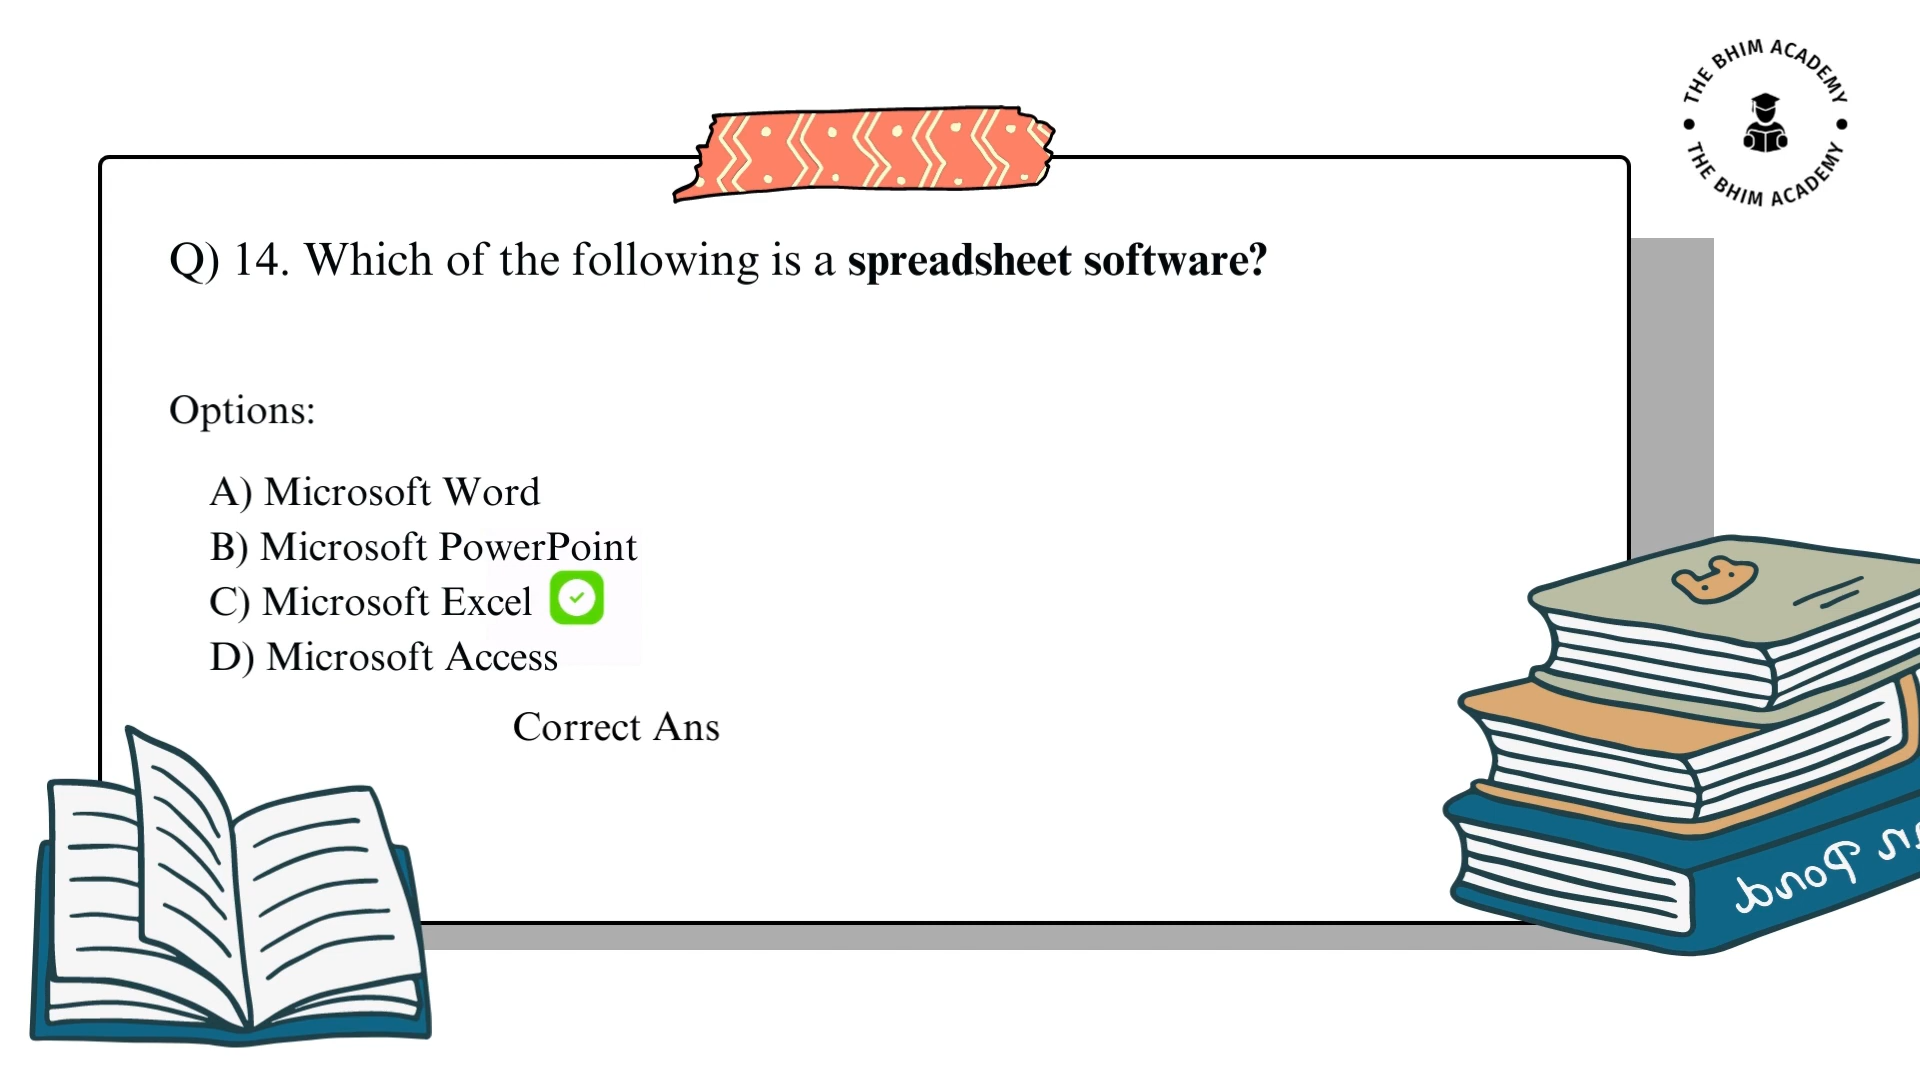 THE BHIM ACADEMY
THE BHIM ACADEMY
Q) 14. Which of the following is a spreadsheet software?
Options:
A) Microsoft Word
B) Microsoft PowerPoint
C) Microsoft Excel
D) Microsoft Access
Correct Ans